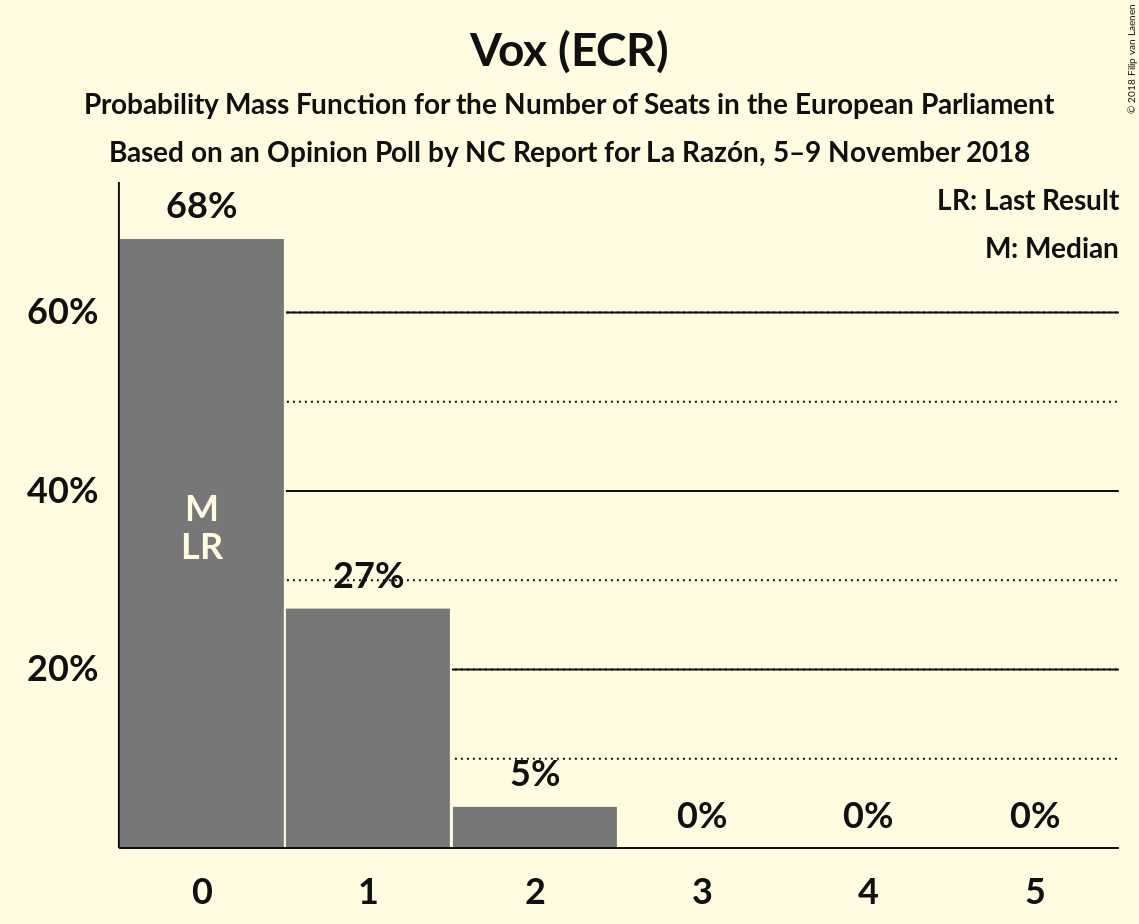 Vox (ECR)
Probability Mass Function for the Number of Seats in the European Parliament
Based on an Opinion Poll by NC Report for La Razón, 5–9 November 2018
© 2018 Filip van Laenen
LR: Last Result
M: Median
68%
60%
40%
20%
M
LR
27%
5%
0%
0%
0%
0
1
2
3
4
5